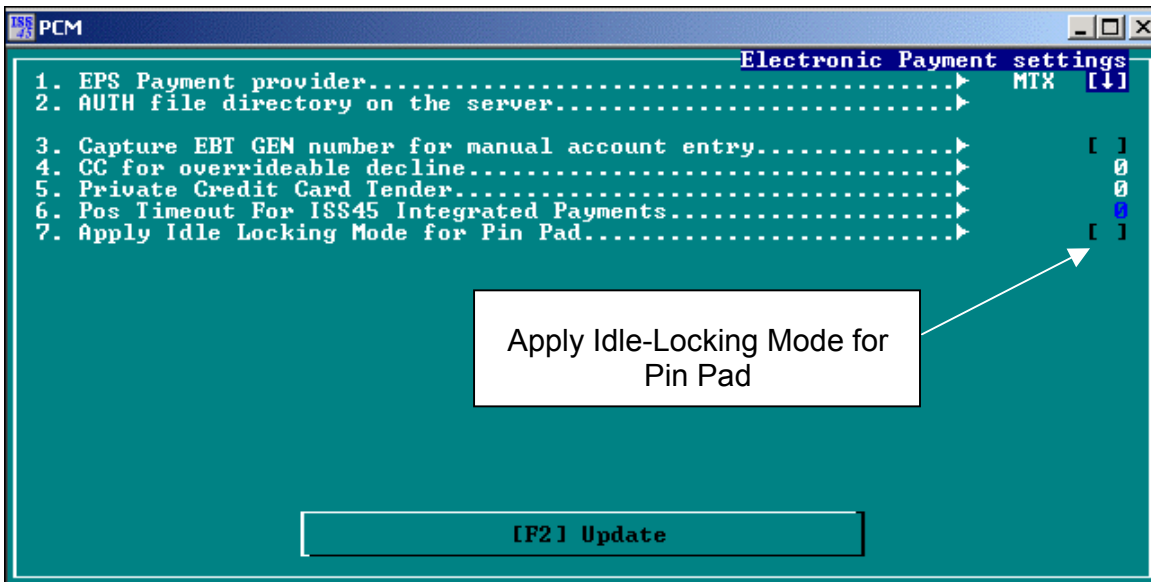 ISS 45 PCM
Electronic Payment settings
1. EPS Payment provider..................................................► MTX [↓]
2. AUTH file directory on the server.....................................►
3. Capture EBT GEN number for manual account entry..............► [ ]
4. CC for overrideable decline...........................................► 0
5. Private Credit Card Tender............................................► 0
6. Pos Timeout For ISS45 Integrated Payments........................► 0
7. Apply Idle Locking Mode for Pin Pad...............................► [ ]
Apply Idle-Locking Mode for
Pin Pad
[F2] Update